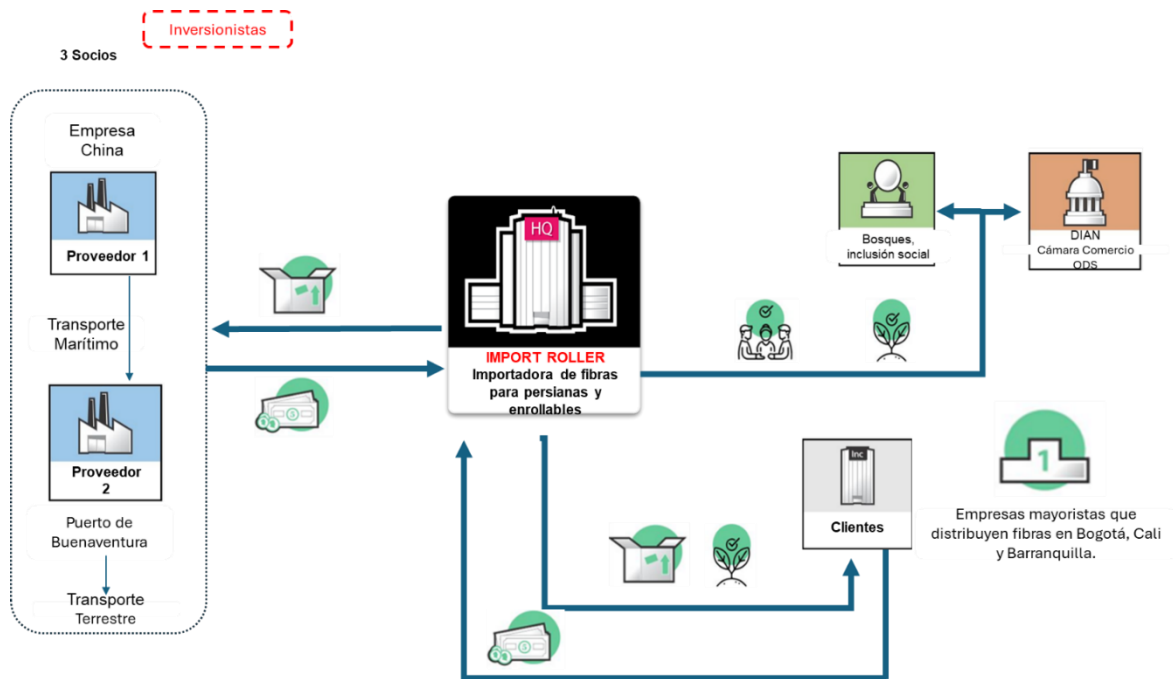 Inversionistas
3 Socios
Empresa
China
Proveedor 1
Transporte
Marítimo
Proveedor
2
Puerto de
Buenaventura
Transporte
Terrestre
HQ
IMPORT ROLLER
Importadora de fibras
para persianas y
enrollables
Bosques,
inclusión social
DIAN
Cámara Comercio
ODS
Inc
Clientes
1
Empresas mayoristas que
distribuyen fibras en Bogotá, Cali
y Barranquilla.